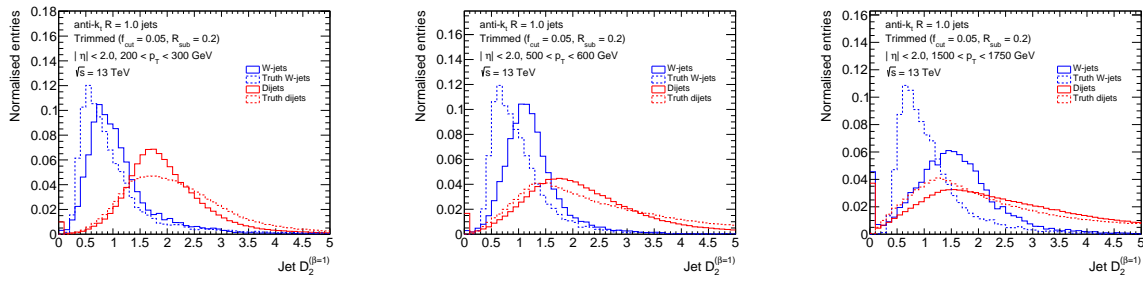 Normalised entries
0.18
0.16
0.14
0.12
0.1
0.08
0.06
0.04
0.02
0
anti-k_t R = 1.0 jets
Trimmed (f_cut = 0.05, R_sub = 0.2)
| η| < 2.0, 200 < p_T < 300 GeV
√s = 13 TeV
W-jets
Truth W-jets
Dijets
Truth dijets
0 0.5 1 1.5 2 2.5 3 3.5 4 4.5 5
Jet D_2^(β=1)
Normalised entries
0.16
0.14
0.12
0.1
0.08
0.06
0.04
0.02
0
anti-k_t R = 1.0 jets
Trimmed (f_cut = 0.05, R_sub = 0.2)
| η| < 2.0, 500 < p_T < 600 GeV
√s = 13 TeV
W-jets
Truth W-jets
Dijets
Truth dijets
0 0.5 1 1.5 2 2.5 3 3.5 4 4.5 5
Jet D_2^(β=1)
Normalised entries
0.16
0.14
0.12
0.1
0.08
0.06
0.04
0.02
0
anti-k_t R = 1.0 jets
Trimmed (f_cut = 0.05, R_sub = 0.2)
| η| < 2.0, 1500 < p_T < 1750 GeV
√s = 13 TeV
W-jets
Truth W-jets
Dijets
Truth dijets
0 0.5 1 1.5 2 2.5 3 3.5 4 4.5 5
Jet D_2^(β=1)